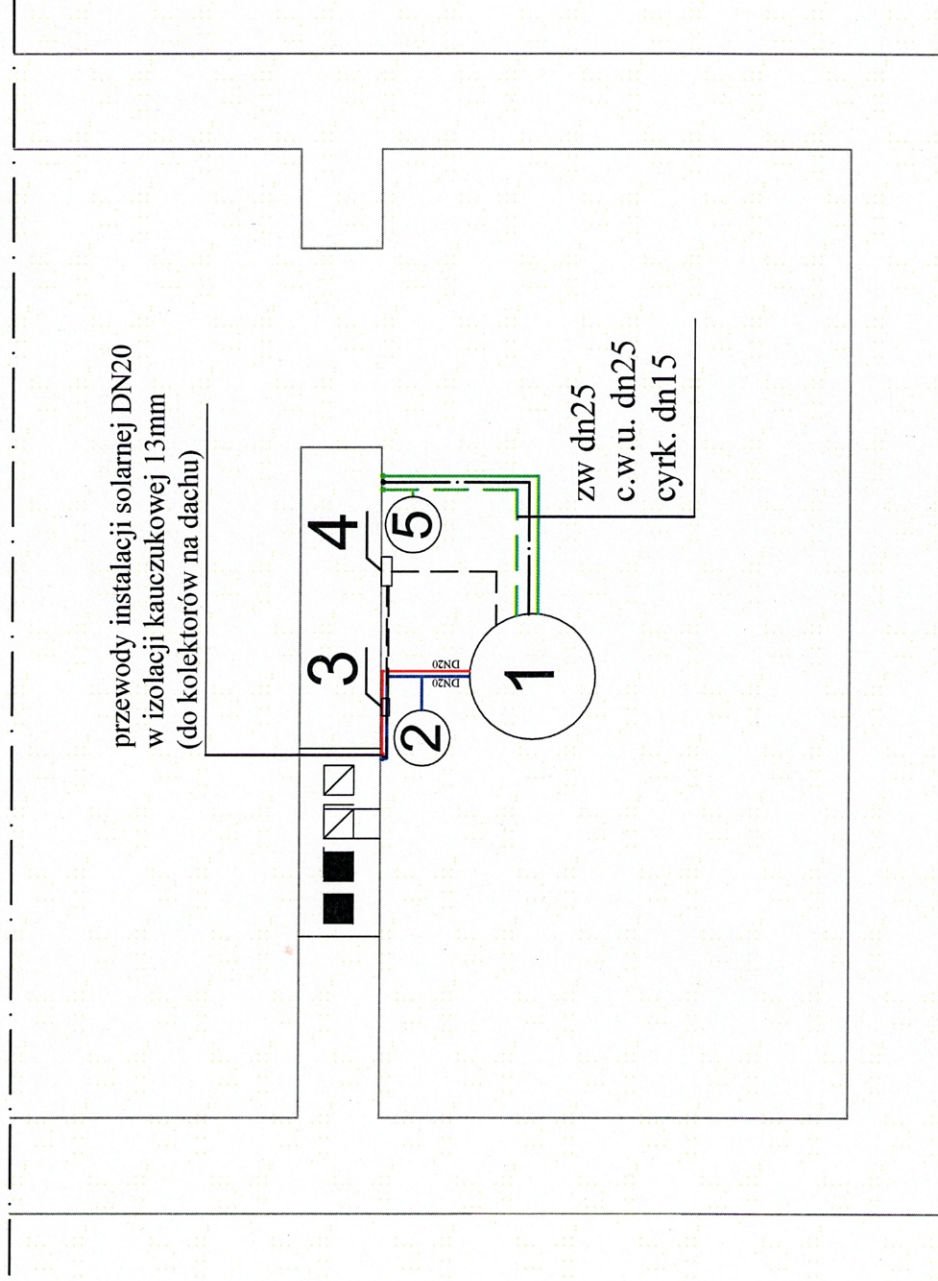 przewody instalacji solarnej DN20
w izolacji kauczukowej 13mm
(do kolektorów na dachu)
3
4
2
5
DN20
DN20
1
zw dn25
c.w.u. dn25
cyrk. dn15